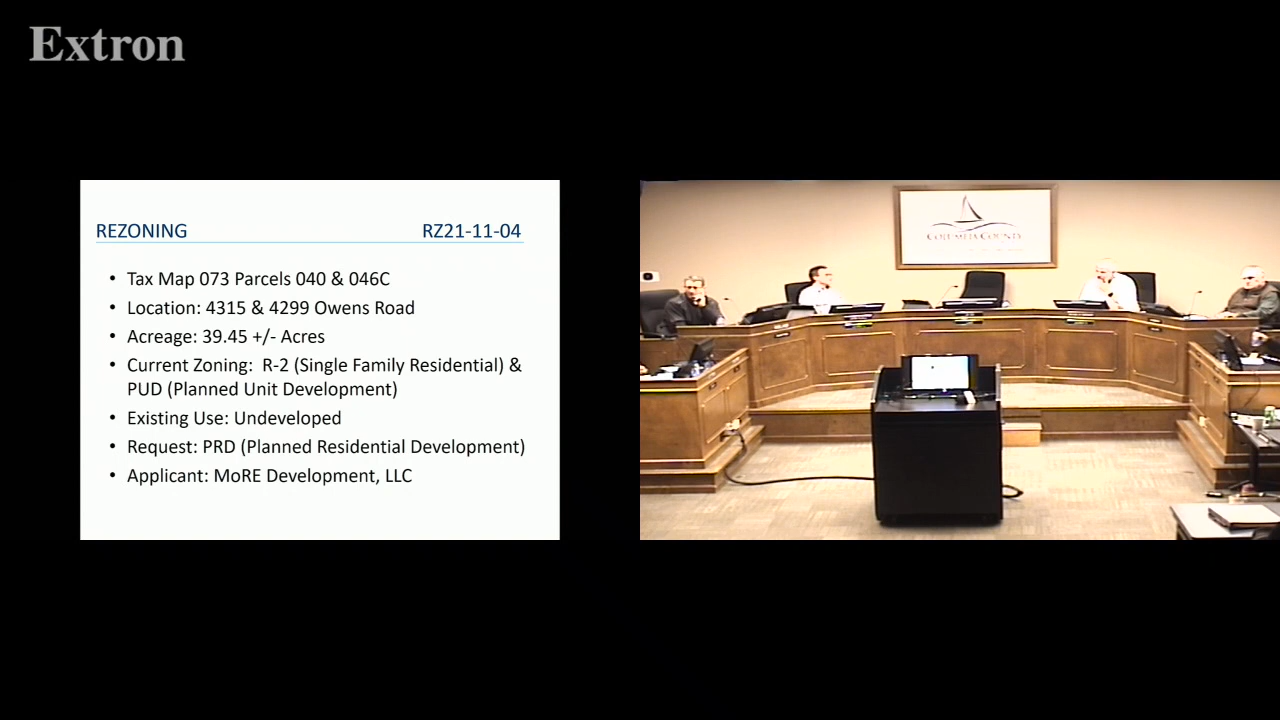 Extron
REZONING RZ21-11-04
• Tax Map 073 Parcels 040 & 046C
• Location: 4315 & 4299 Owens Road
• Acreage: 39.45 +/- Acres
• Current Zoning: R-2 (Single Family Residential) &
PUD (Planned Unit Development)
• Existing Use: Undeveloped
• Request: PRD (Planned Residential Development)
• Applicant: MoRE Development, LLC
COLUMBIA COUNTY